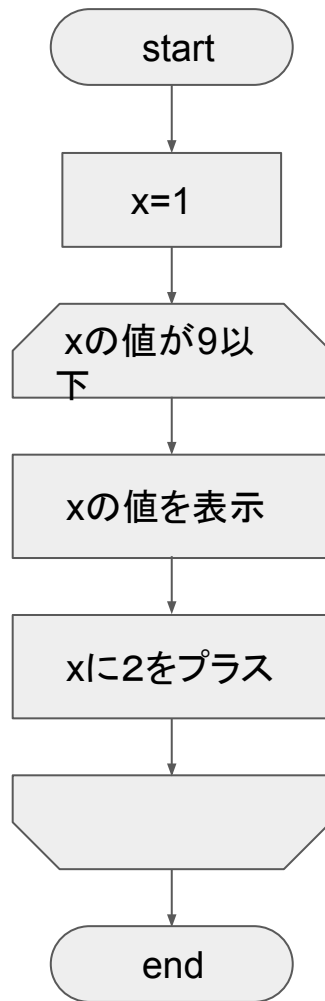 start
x=1
xの値が9以
下
xの値を表示
xに２をプラス
end